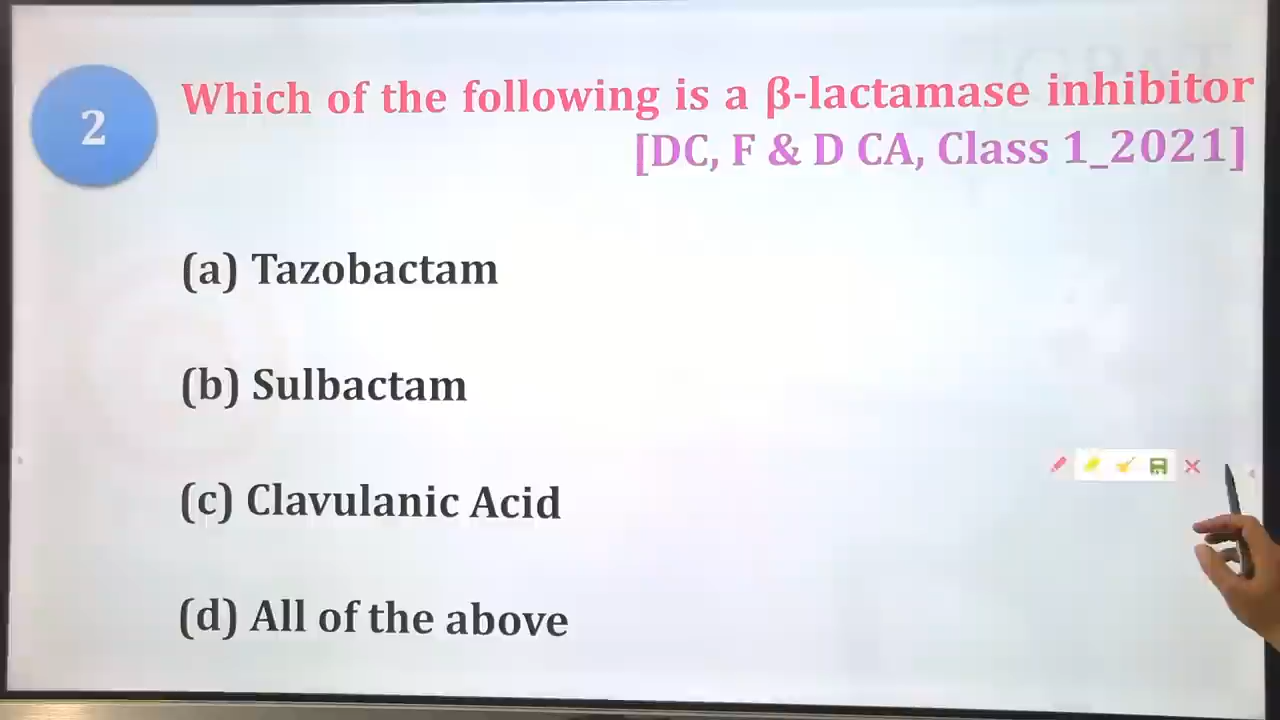 2
Which of the following is a β-lactamase inhibitor
[DC, F & D CA, Class 1_2021]
(a) Tazobactam
(b) Sulbactam
(c) Clavulanic Acid
(d) All of the above